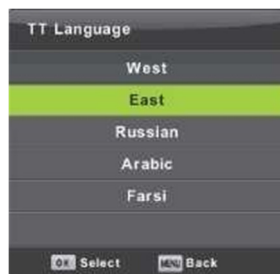 TT Language
West
East
Russian
Arabic
Farsi
OK Select MENU Back